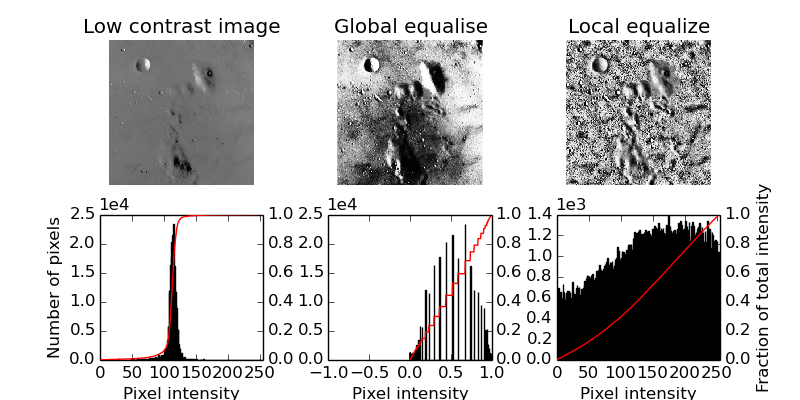 Low contrast image
Global equalise
Local equalize
1e4
2.5
2.0
1.5
1.0
0.5
0.0
Number of pixels
0 50 100 150 200 250
Pixel intensity
1.0
0.8
0.6
0.4
0.2
0.0
1e4
2.5
2.0
1.5
1.0
0.5
0.0
−1.0 −0.5 0.0 0.5 1.0
Pixel intensity
1.0
0.8
0.6
0.4
0.2
0.0
1e3
1.4
1.2
1.0
0.8
0.6
0.4
0.2
0.0
0 50 100 150 200 250
Pixel intensity
1.0
0.8
0.6
0.4
0.2
0.0
Fraction of total intensity